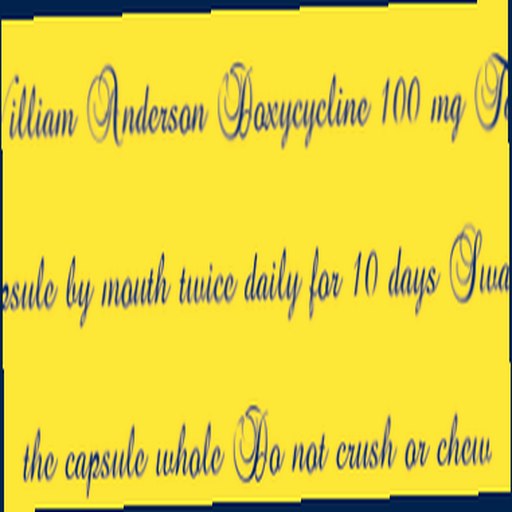 illiam Anderson Doxycycline 100 mg
by mouth twice daily for 10 days
the capsule whole Do not crush or chew